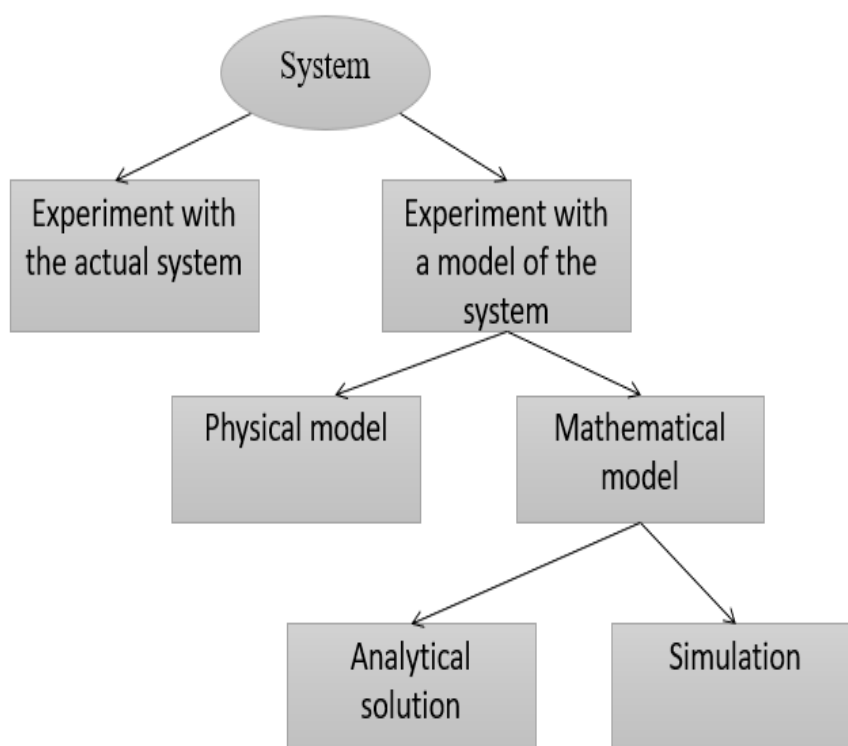 System
Experiment with
the actual system
Experiment with
a model of the
system
Physical model
Mathematical
model
Analytical
solution
Simulation